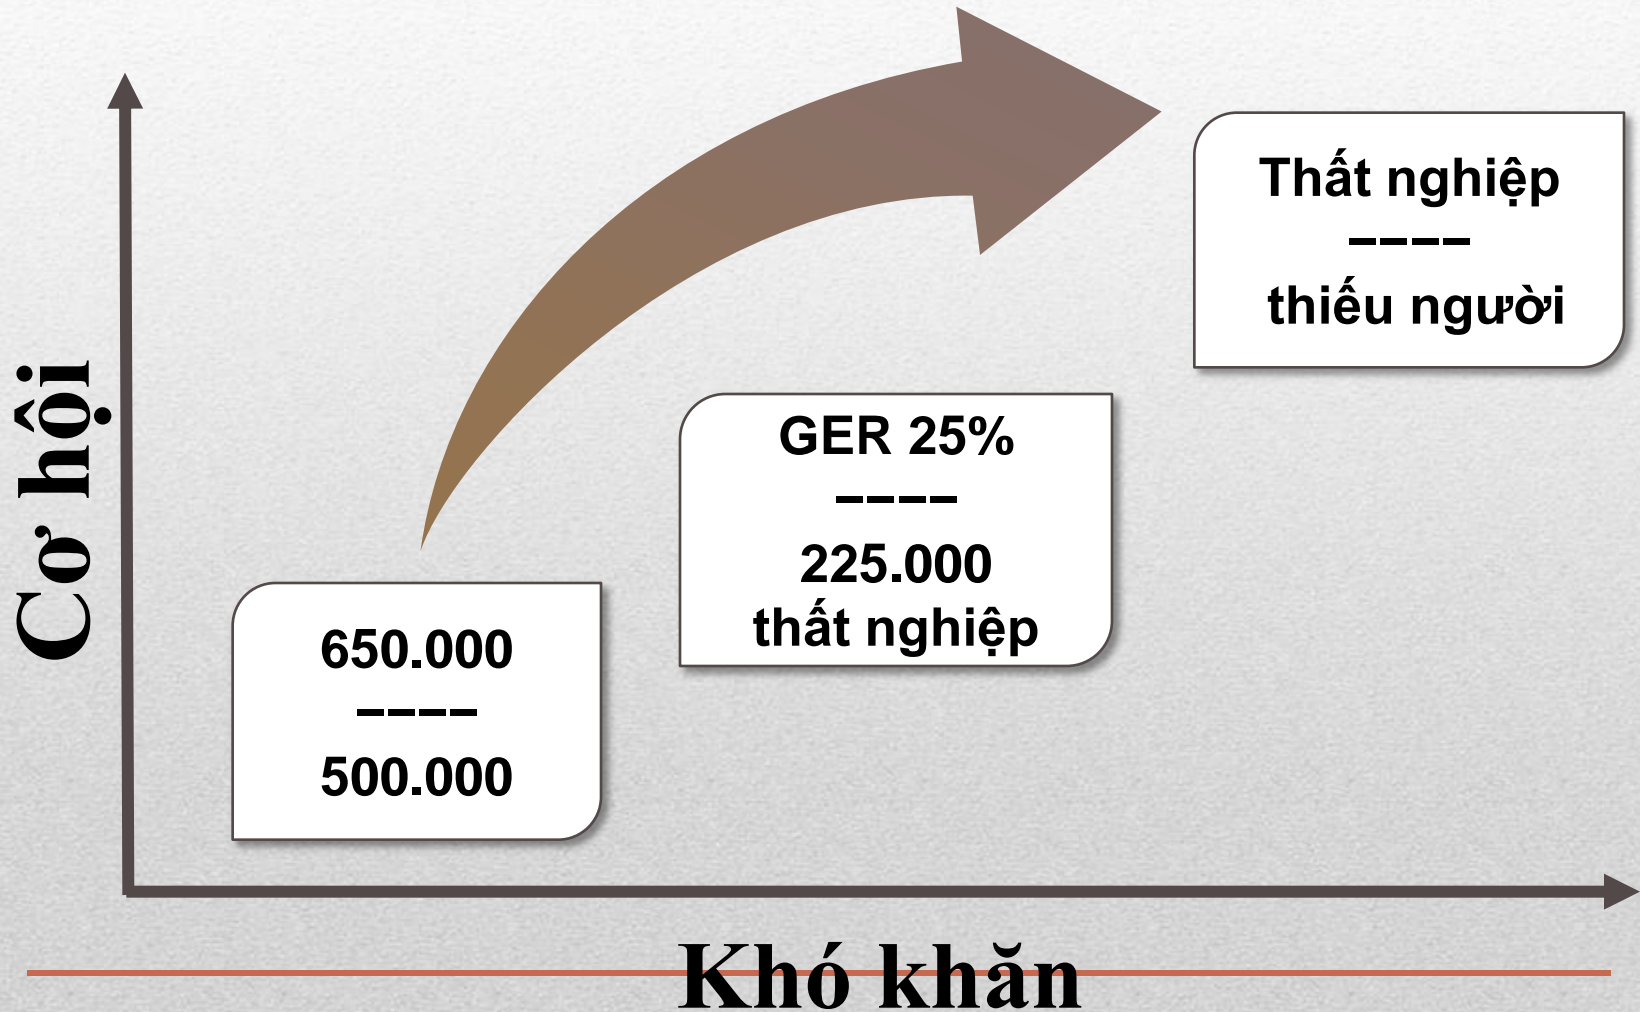 Cơ hội
650.000
----
500.000
GER 25%
----
225.000
thất nghiệp
Thất nghiệp
----
thiếu người
Khó khăn